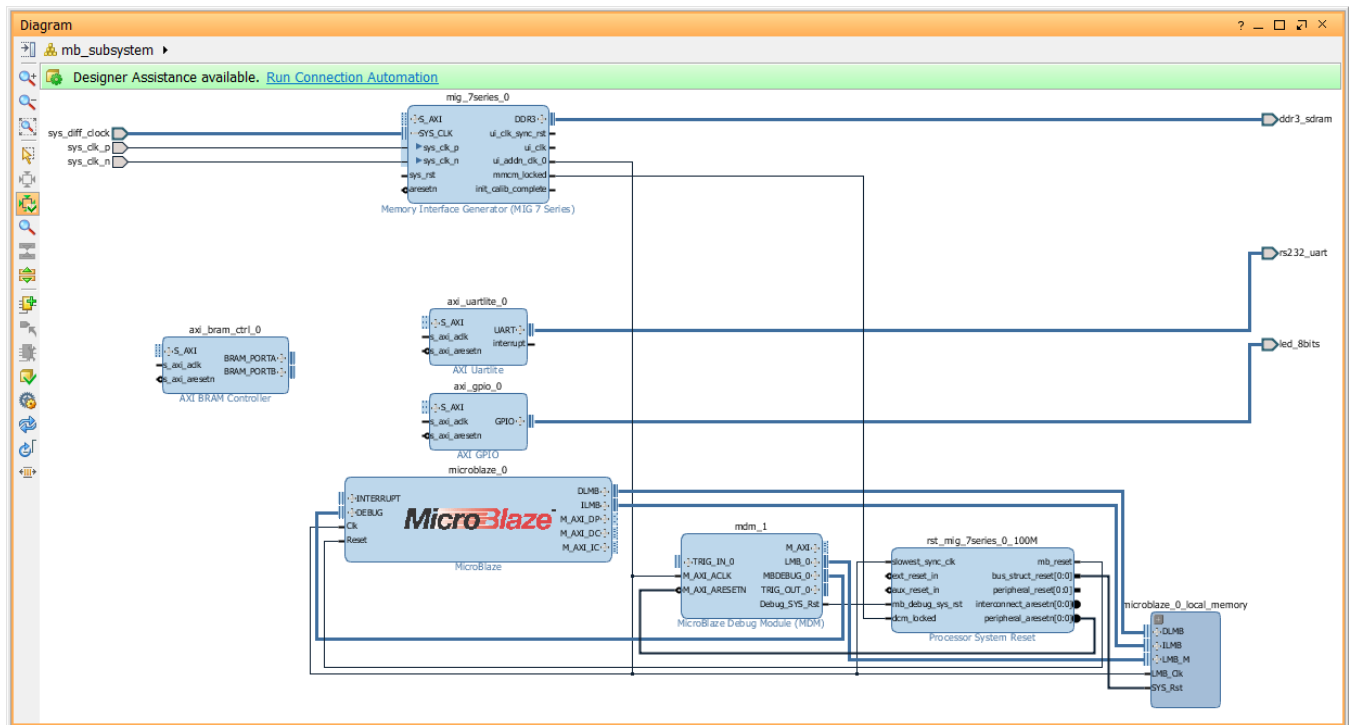 Diagram
? _ □ ×
mb_subsystem
Designer Assistance available. Run Connection Automation
mig_7series_0
S_AXI
SYS_CLK
sys_clk_p
sys_clk_n
sys_rst
aresetn
DDR3
ui_clk_sync_rst
ui_clk
ui_addn_clk_0
mmcm_locked
init_calib_complete
Memory Interface Generator (MIG 7 Series)
sys_diff_clock
sys_clk_p
sys_clk_n
ddr3_sdram
rs232_uart
led_8bits
axi_uartlite_0
S_AXI
s_axi_aclk
s_axi_aresetn
UART
interrupt
AXI Uartlite
axi_bram_ctrl_0
S_AXI
s_axi_aclk
s_axi_aresetn
BRAM_PORTA
BRAM_PORTB
AXI BRAM Controller
axi_gpio_0
S_AXI
s_axi_aclk
s_axi_aresetn
GPIO
AXI GPIO
microblaze_0
INTERRUPT
DEBUG
Clk
Reset
MicroBlaze
DLMB
ILMB
M_AXI_DP
M_AXI_DC
M_AXI_IC
MicroBlaze
mdm_1
TRIG_IN_0
M_AXI_ACLK
M_AXI_ARESETN
M_AXI
LMB_0
MBDEBUG_0
TRIG_OUT_0
Debug_SYS_Rst
MicroBlaze Debug Module (MDM)
rst_mig_7series_0_100M
slowest_sync_clk
ext_reset_in
aux_reset_in
mb_debug_sys_rst
dcm_locked
mb_reset
bus_struct_reset[0:0]
peripheral_reset[0:0]
interconnect_aresetn[0:0]
peripheral_aresetn[0:0]
Processor System Reset
microblaze_0_local_memory
DLMB
ILMB
LMB_M
LMB_Clk
SYS_Rst